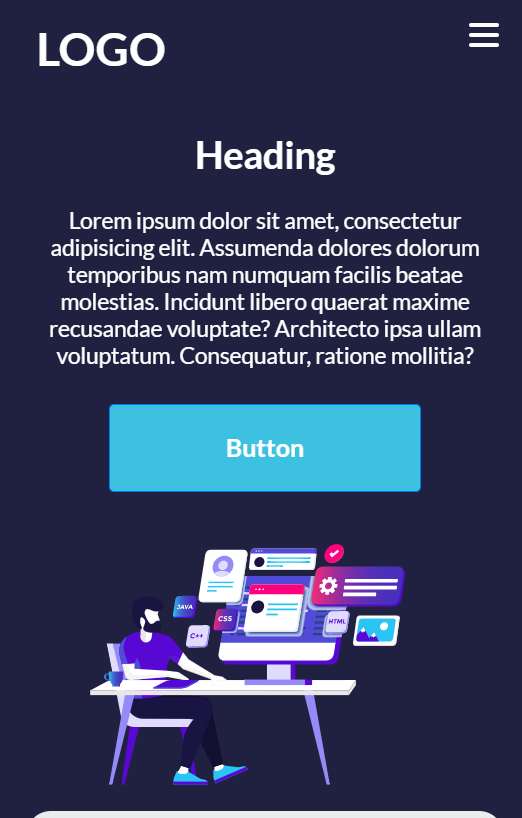 LOGO
Heading
Lorem ipsum dolor sit amet, consectetur
adipisicing elit. Assumenda dolores dolorum
temporibus nam numquam facilis beatae
molestias. Incidunt libero quaerat maxime
recusandae voluptate? Architecto ipsa ullam
voluptatum. Consequatur, ratione mollitia?
Button
JAVA
CSS
HTML
C++